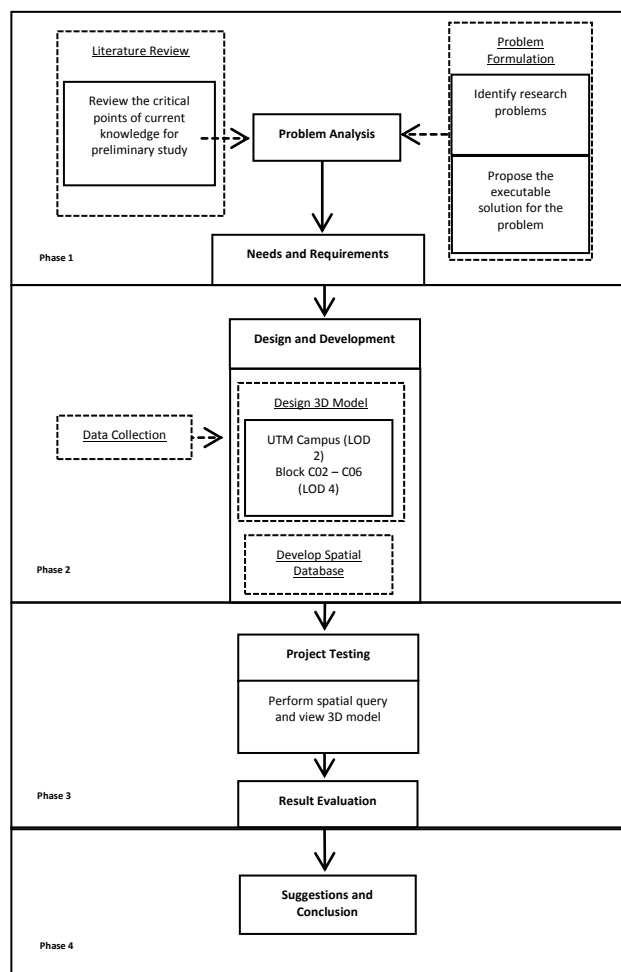 Literature Review
Review the critical
points of current
knowledge for
preliminary study
Problem Analysis
Problem
Formulation
Identify research
problems
Propose the
executable
solution for the
problem
Needs and Requirements
Phase 1
Design and Development
Data Collection
Design 3D Model
UTM Campus (LOD
2)
Block C02 – C06
(LOD 4)
Develop Spatial
Database
Phase 2
Project Testing
Perform spatial query
and view 3D model
Result Evaluation
Phase 3
Suggestions and
Conclusion
Phase 4